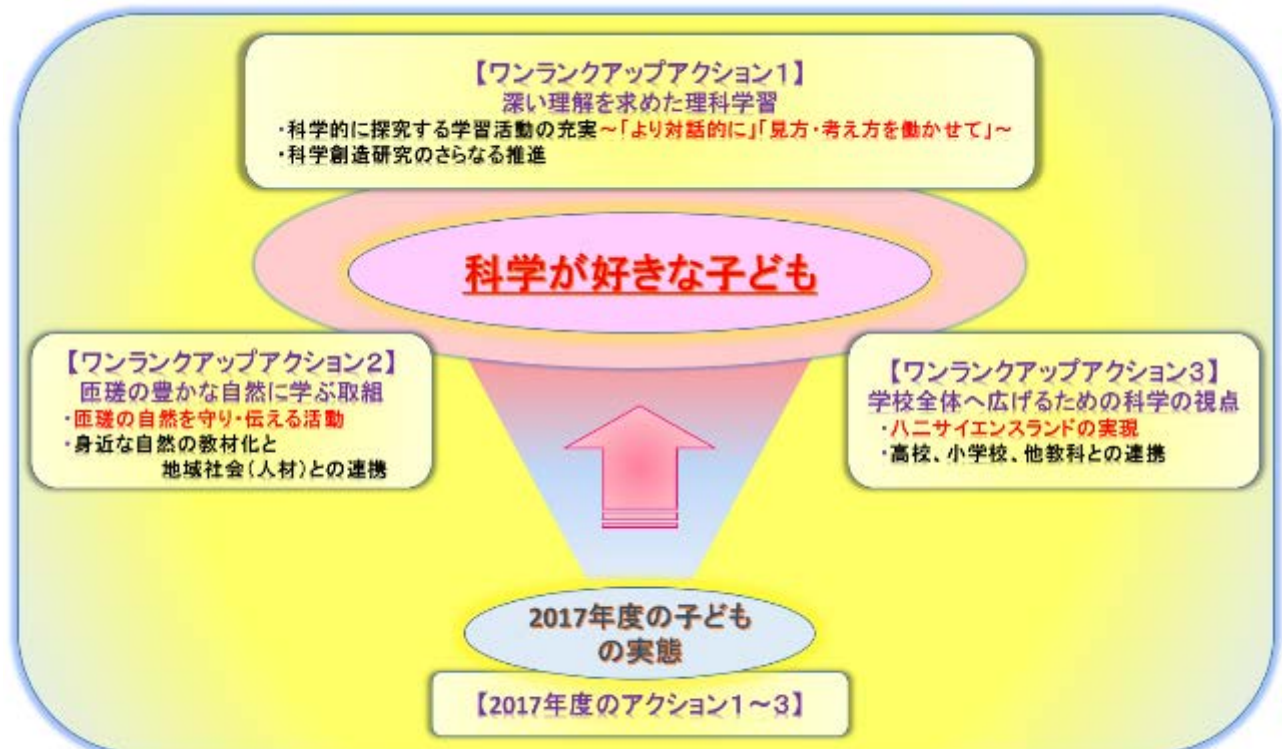 【ワンランクアップアクション1】
深い理解を求めた理科学習
・科学的に探究する学習活動の充実~「より対話的に」「見方・考え方を働かせて」~
・科学創造研究のさらなる推進
科学が好きな子ども
【ワンランクアップアクション2】
匝瑳の豊かな自然に学ぶ取組
・匝瑳の自然を守り・伝える活動
・身近な自然の教材化と
地域社会(人材)との連携
【ワンランクアップアクション3】
学校全体へ広げるための科学の視点
・ハニサイエンスランドの実現
・高校、小学校、他教科との連携
2017年度の子ども
の実態
【2017年度のアクション1~3】